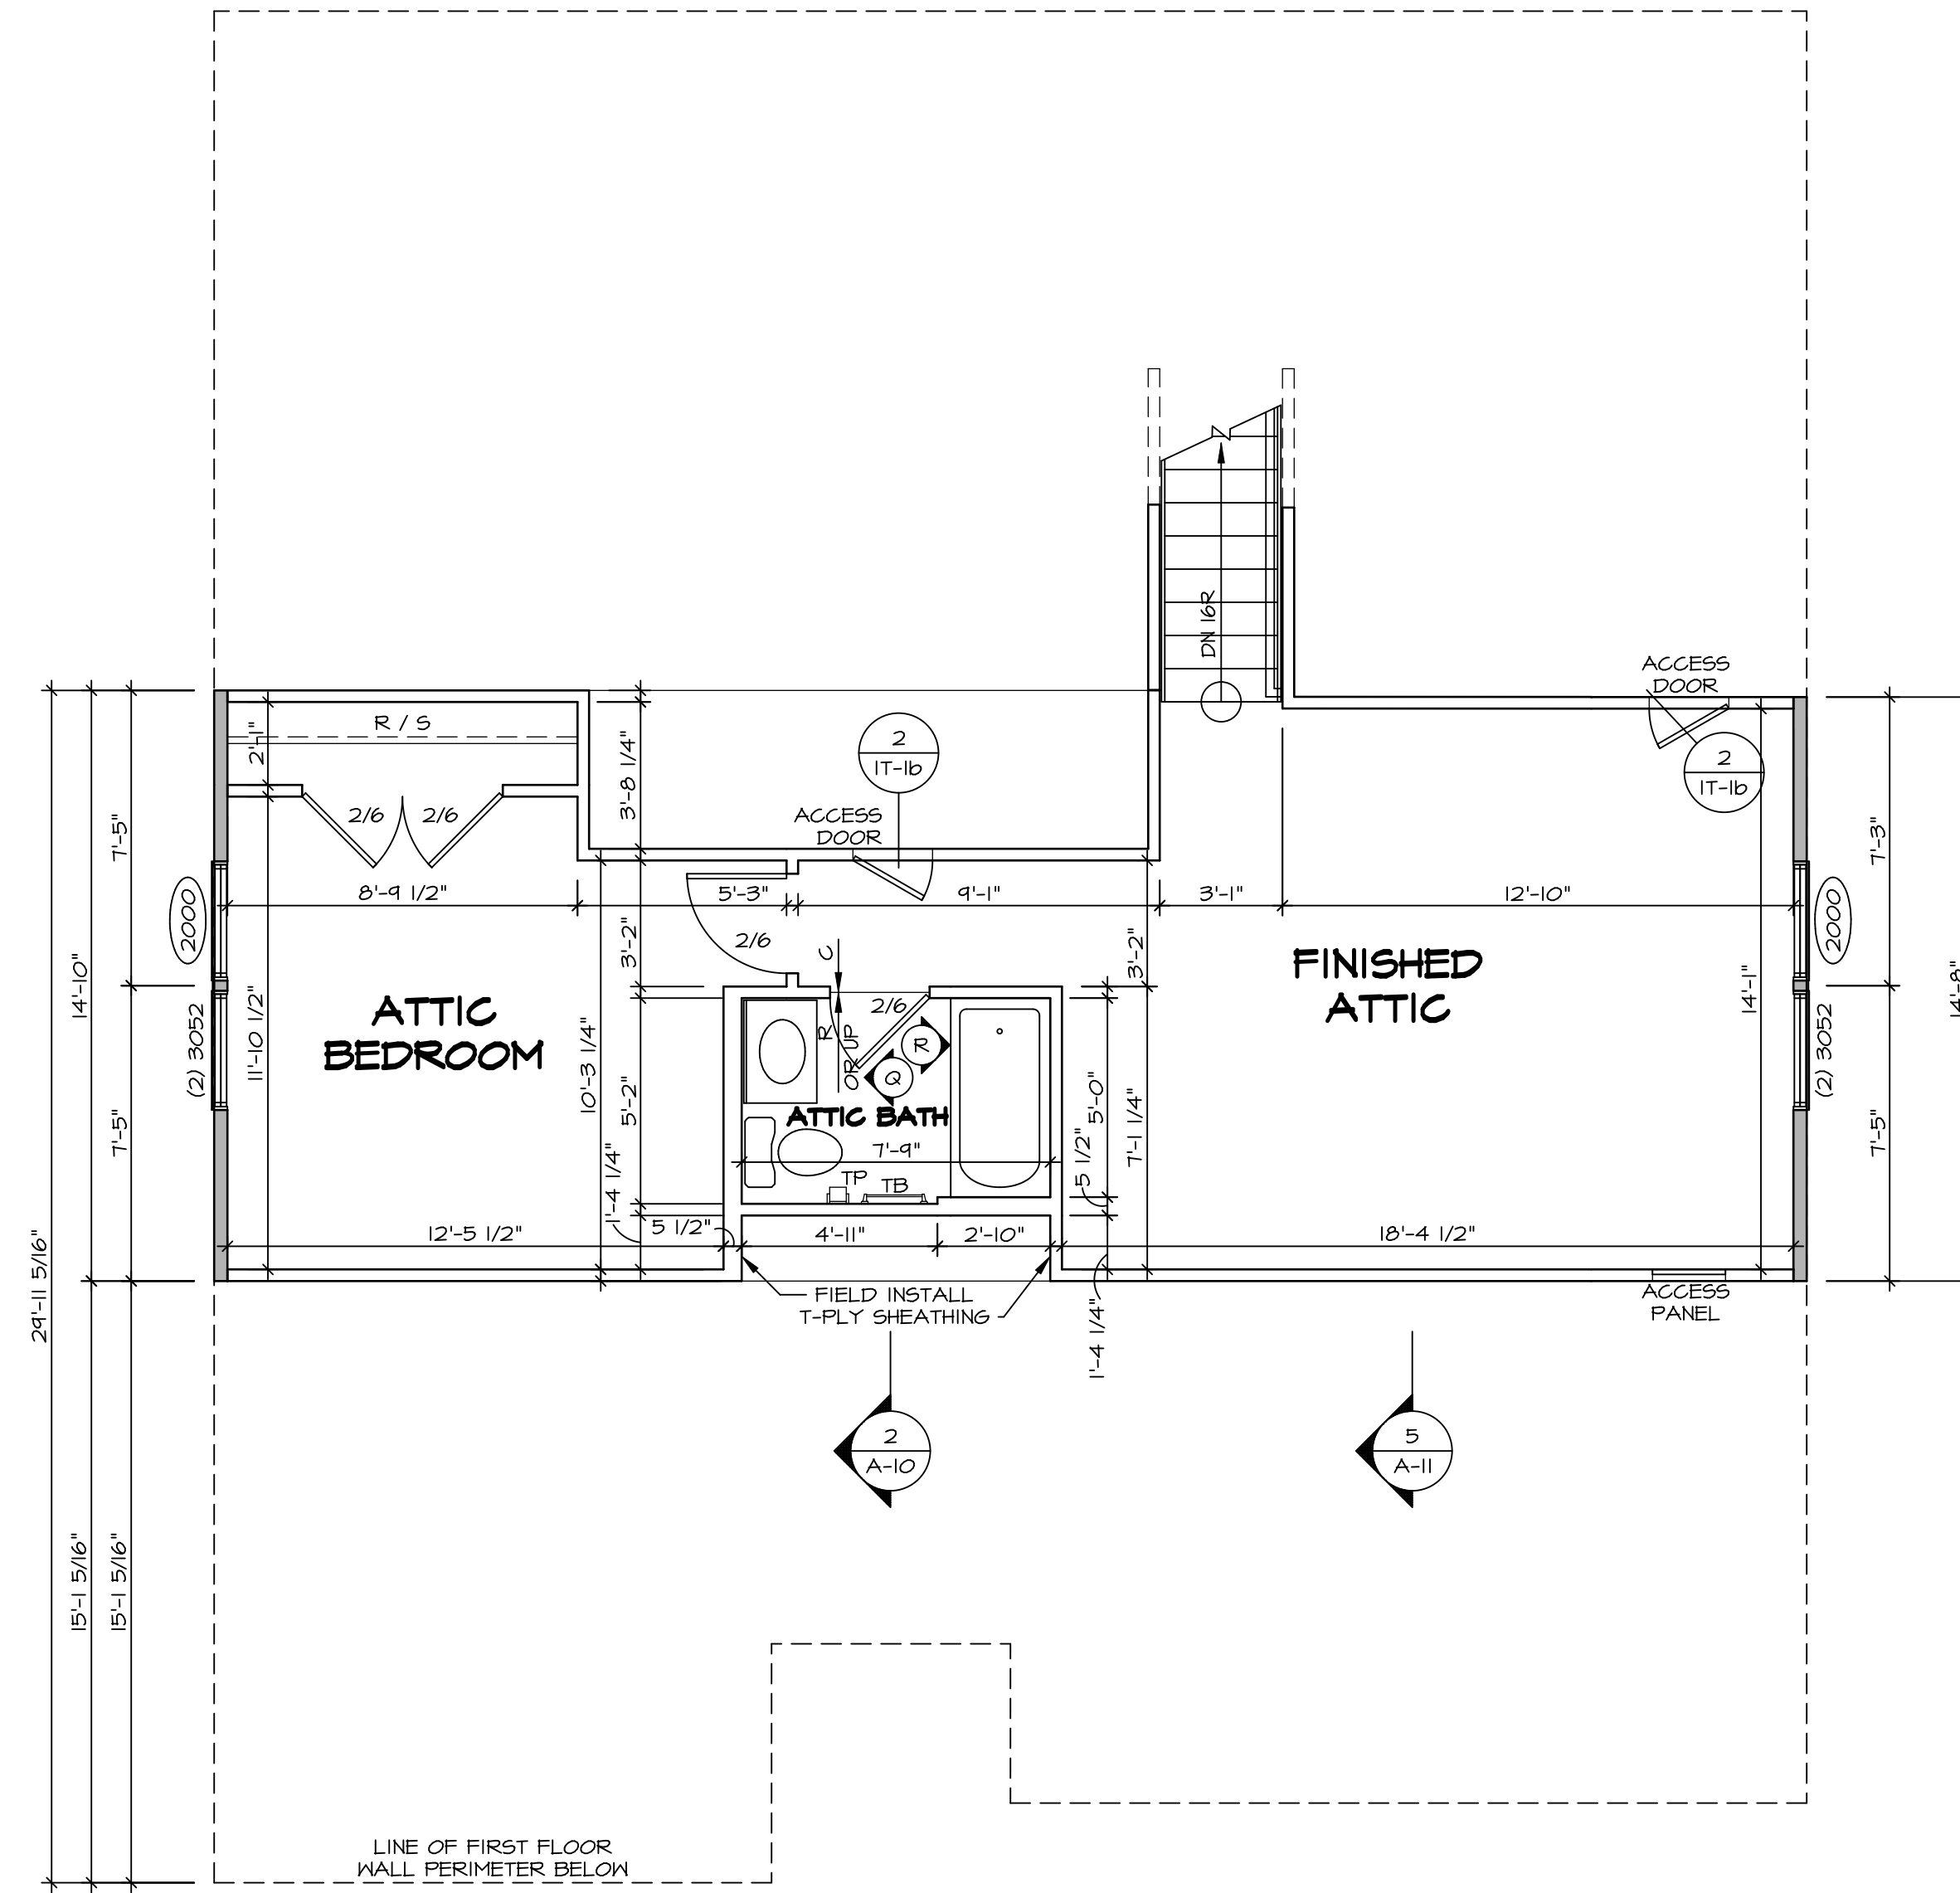 DN 16R
ACCESS
DOOR
2
IT-1b
R / S
2'-11"
3'-8 1/4"
2
IT-1b
ACCESS
DOOR
2/6
2/6
7'-5"
7'-3"
8'-9 1/2"
5'-3"
9'-1"
3'-1"
12'-10"
2000
2000
2/6
3'-2"
C
3'-2"
FINISHED
ATTIC
14'-10"
14'-1"
14'-8"
ATTIC
BEDROOM
2/6
R
OR UP
R
Q
(2) 3052
11'-10 1/2"
10'-3 1/4"
5'-2"
5'-0"
7'-1 1/4"
(2) 3052
ATTIC BATH
7'-9"
7'-5"
7'-5"
TP
TB
1'-4 1/4"
5 1/2"
5 1/2"
12'-5 1/2"
4'-11"
2'-10"
18'-4 1/2"
29'-11 5/16"
FIELD INSTALL
T-PLY SHEATHING
1'-4 1/4"
ACCESS
PANEL
2
A-10
5
A-11
15'-1 5/16"
15'-1 5/16"
LINE OF FIRST FLOOR
WALL PERIMETER BELOW